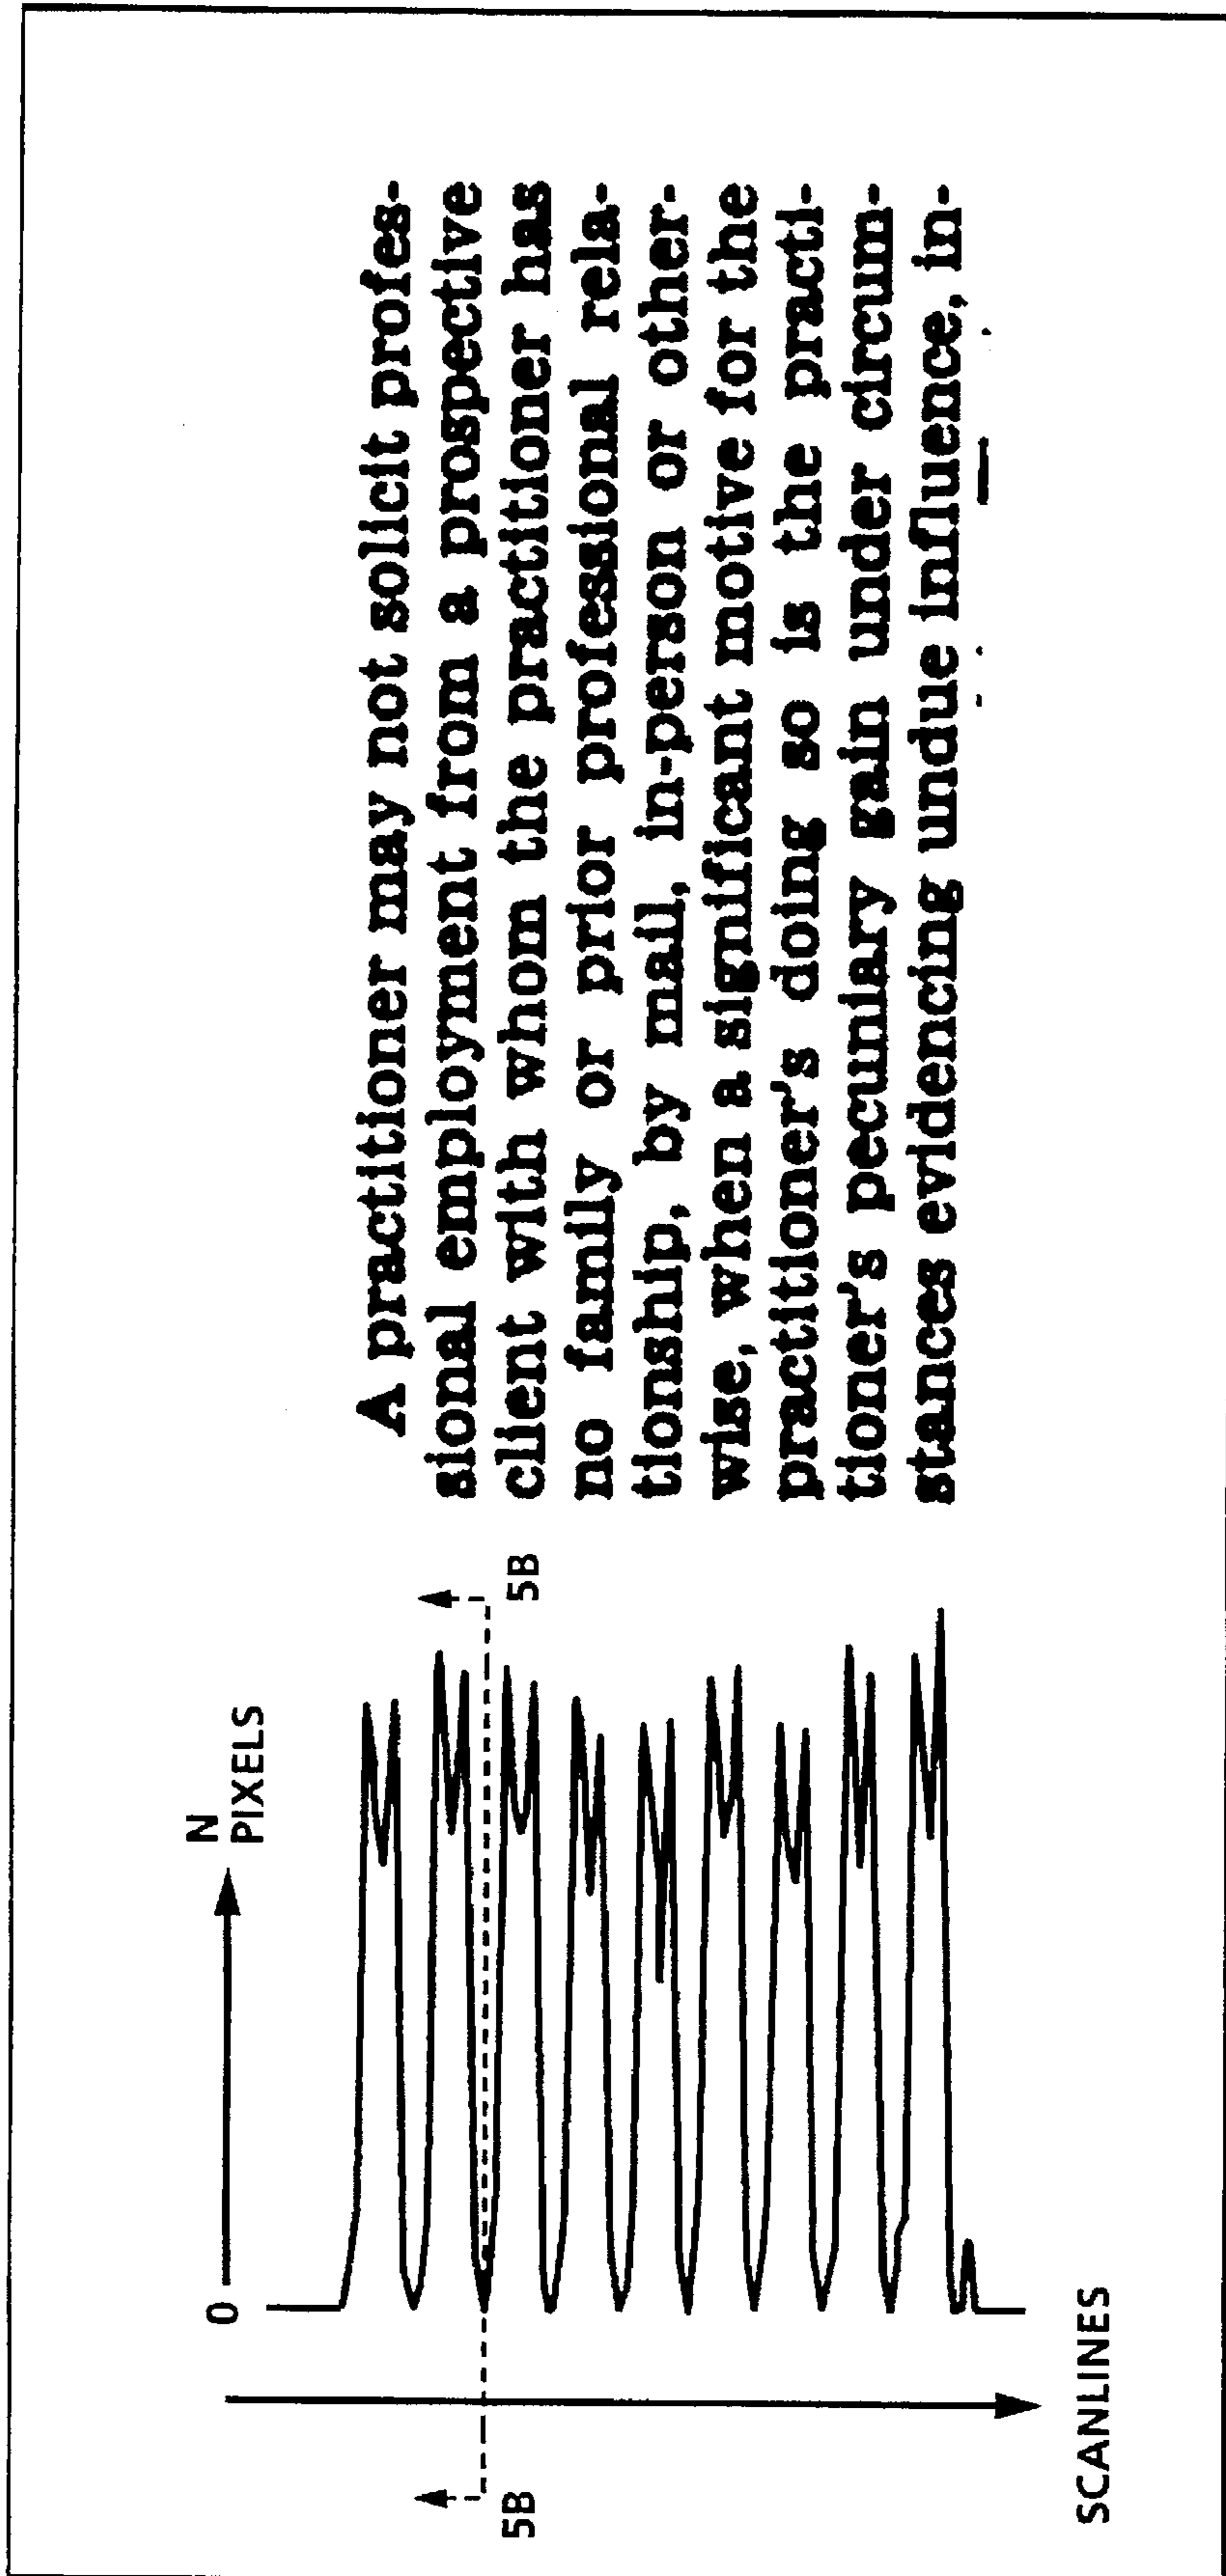 N
PIXELS
0
5B
5B
SCANLINES
A practitioner may not solicit profes-
sional employment from a prospective
client with whom the practitioner has
no family or prior professional rela-
tionship, by mail, in-person or other-
wise, when a significant motive for the
practitioner's doing so is the practi-
tioner's pecuniary gain under circum-
stances evidencing undue influence, in-